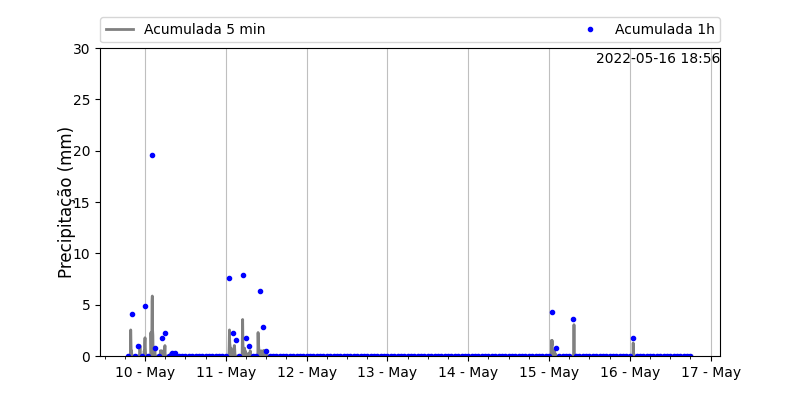 Acumulada 5 min
Acumulada 1h
2022-05-16 18:56
Precipitação (mm)
30
25
20
15
10
5
0
10 - May
11 - May
12 - May
13 - May
14 - May
15 - May
16 - May
17 - May